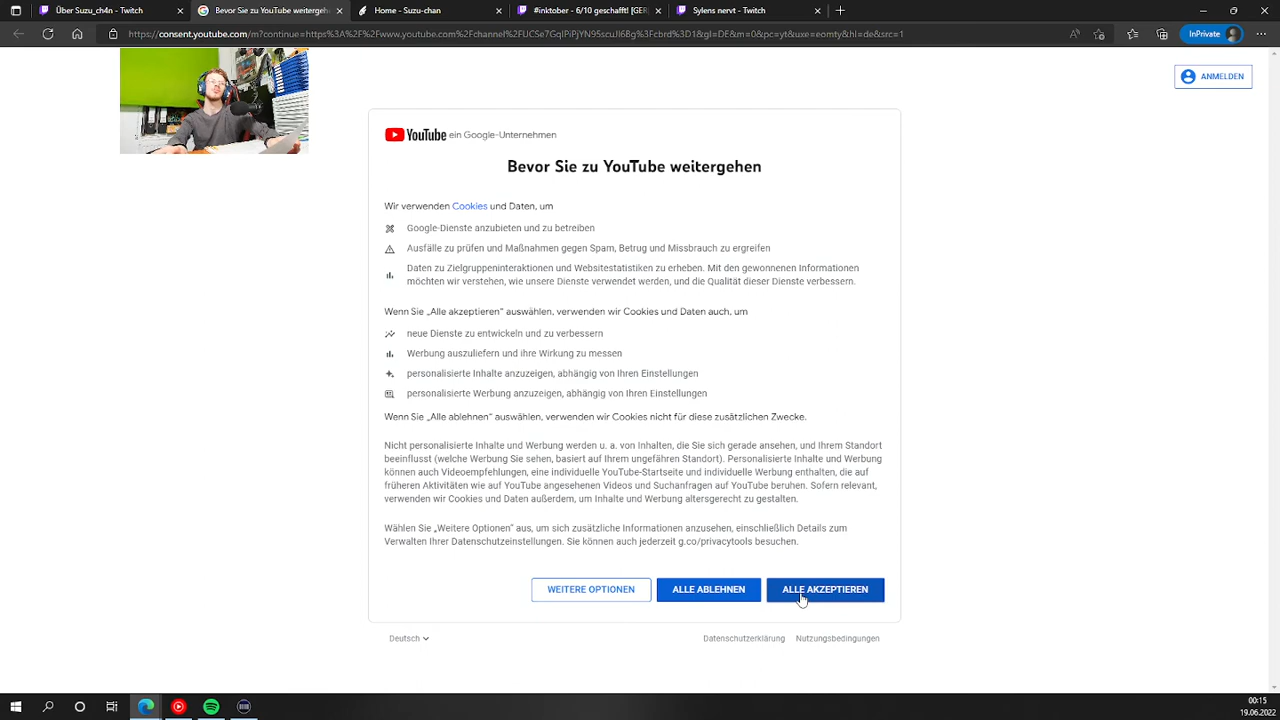 Über Suzu_ch4n - Twitch
Bevor Sie zu YouTube weiterge
Home - Suzu-chan
#inktober - 6/10 geschafft! [GER
Sylens nervt - Twitch
InPrivate
ANMELDEN
YouTube ein Google-Unternehmen
Bevor Sie zu YouTube weitergehen
Wir verwenden Cookies und Daten, um
Google-Dienste anzubieten und zu betreiben
Ausfälle zu prüfen und Maßnahmen gegen Spam, Betrug und Missbrauch zu ergreifen
Daten zu Zielgruppeninteraktionen und Websitestatistiken zu erheben. Mit den gewonnenen Informationen
möchten wir verstehen, wie unsere Dienste verwendet werden, und die Qualität dieser Dienste verbessern.
Wenn Sie „Alle akzeptieren“ auswählen, verwenden wir Cookies und Daten auch, um
neue Dienste zu entwickeln und zu verbessern
Werbung auszuliefern und ihre Wirkung zu messen
personalisierte Inhalte anzuzeigen, abhängig von Ihren Einstellungen
personalisierte Werbung anzuzeigen, abhängig von Ihren Einstellungen
Wenn Sie „Alle ablehnen“ auswählen, verwenden wir Cookies nicht für diese zusätzlichen Zwecke.
Nicht personalisierte Inhalte und Werbung werden u. a. von Inhalten, die Sie sich gerade ansehen, und Ihrem Standort
beeinflusst (welche Werbung Sie sehen, basiert auf Ihrem ungefähren Standort). Personalisierte Inhalte und Werbung
können auch Videoempfehlungen, eine individuelle YouTube-Startseite und individuelle Werbung enthalten, die auf
früheren Aktivitäten wie auf YouTube angesehenen Videos und Suchanfragen auf YouTube beruhen. Sofern relevant,
verwenden wir Cookies und Daten außerdem, um Inhalte und Werbung altersgerecht zu gestalten.
Wählen Sie „Weitere Optionen“ aus, um sich zusätzliche Informationen anzusehen, einschließlich Details zum
Verwalten Ihrer Datenschutzeinstellungen. Sie können auch jederzeit g.co/privacytools besuchen.
WEITERE OPTIONEN
ALLE ABLEHNEN
ALLE AKZEPTIEREN
Deutsch
Datenschutzerklärung
Nutzungsbedingungen
00:15
19.06.2022